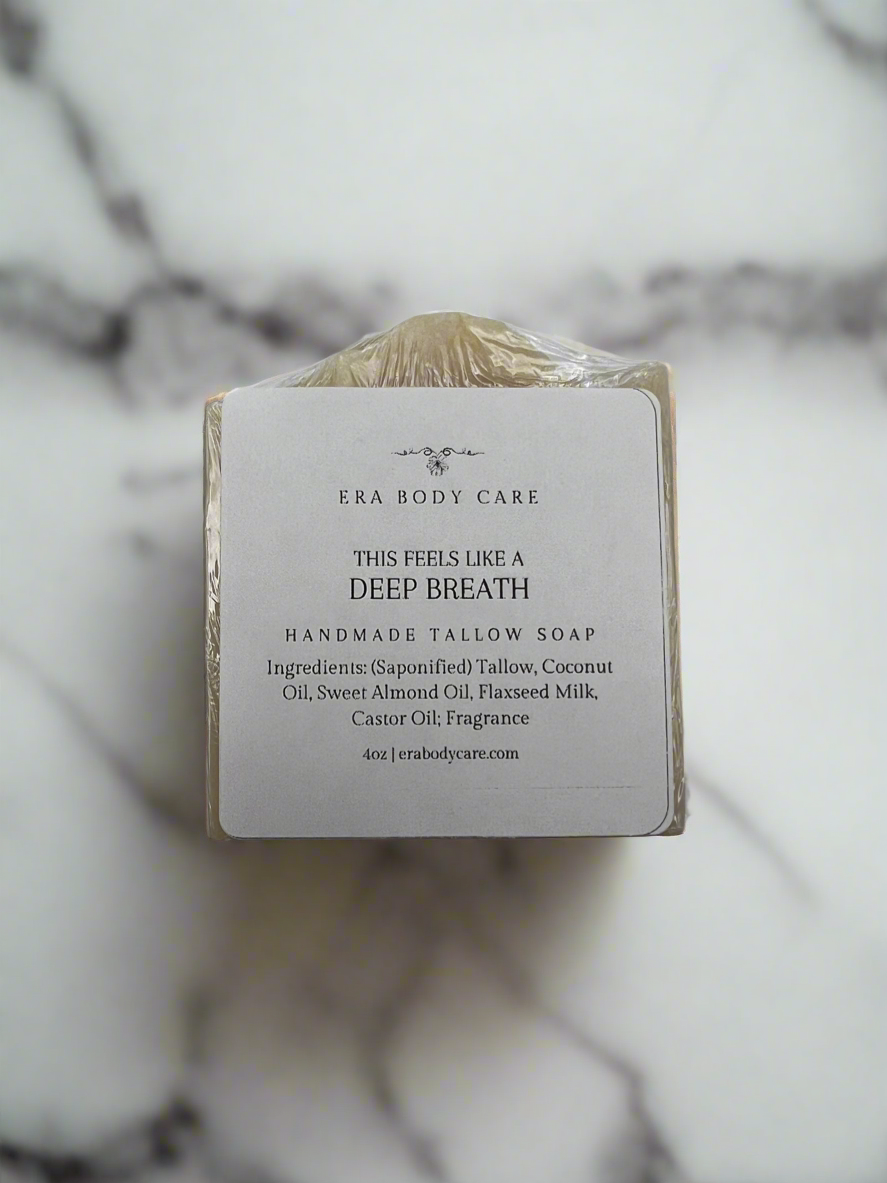 ERA BODY CARE
THIS FEELS LIKE A
DEEP BREATH
HANDMADE TALLOW SOAP
Ingredients: (Saponified) Tallow, Coconut
Oil, Sweet Almond Oil, Flaxseed Milk,
Castor Oil; Fragrance
4oz | erabodycare.com